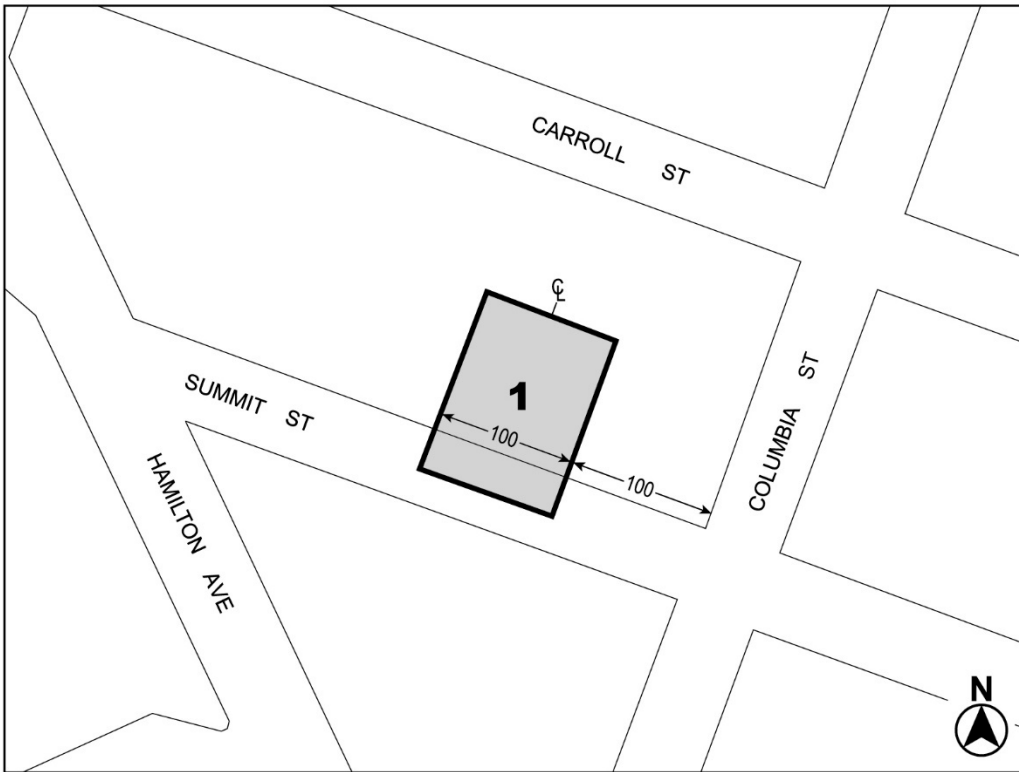 CARROLL ST
℄
1
100
100
SUMMIT ST
COLUMBIA ST
HAMILTON AVE
N